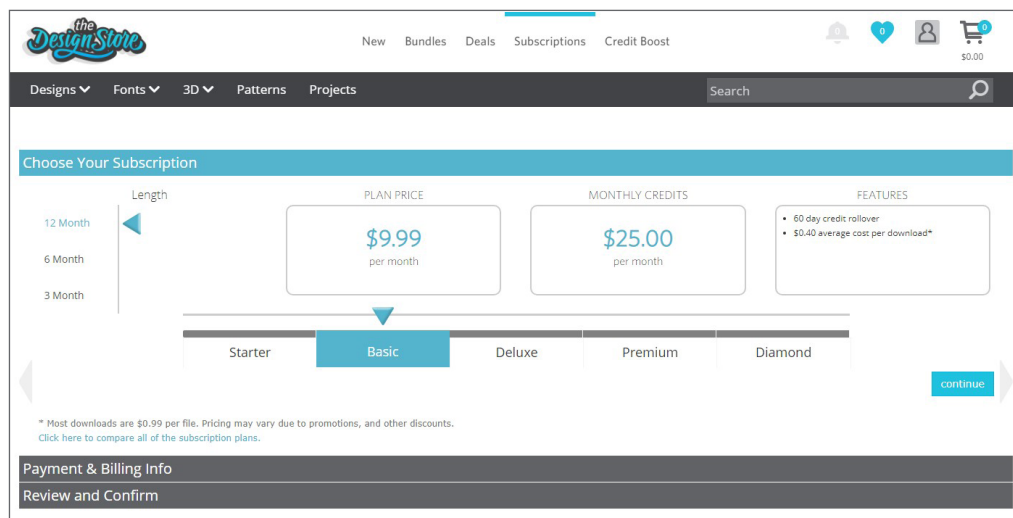 the
Design Store
New Bundles Deals Subscriptions Credit Boost
0
0
0
$0.00
Designs Fonts 3D Patterns Projects
Search
Choose Your Subscription
Length
12 Month
6 Month
3 Month
PLAN PRICE
$9.99
per month
MONTHLY CREDITS
$25.00
per month
FEATURES
• 60 day credit rollover
• $0.40 average cost per download*
Starter Basic Deluxe Premium Diamond
continue
* Most downloads are $0.99 per file. Pricing may vary due to promotions, and other discounts.
Click here to compare all of the subscription plans.
Payment & Billing Info
Review and Confirm